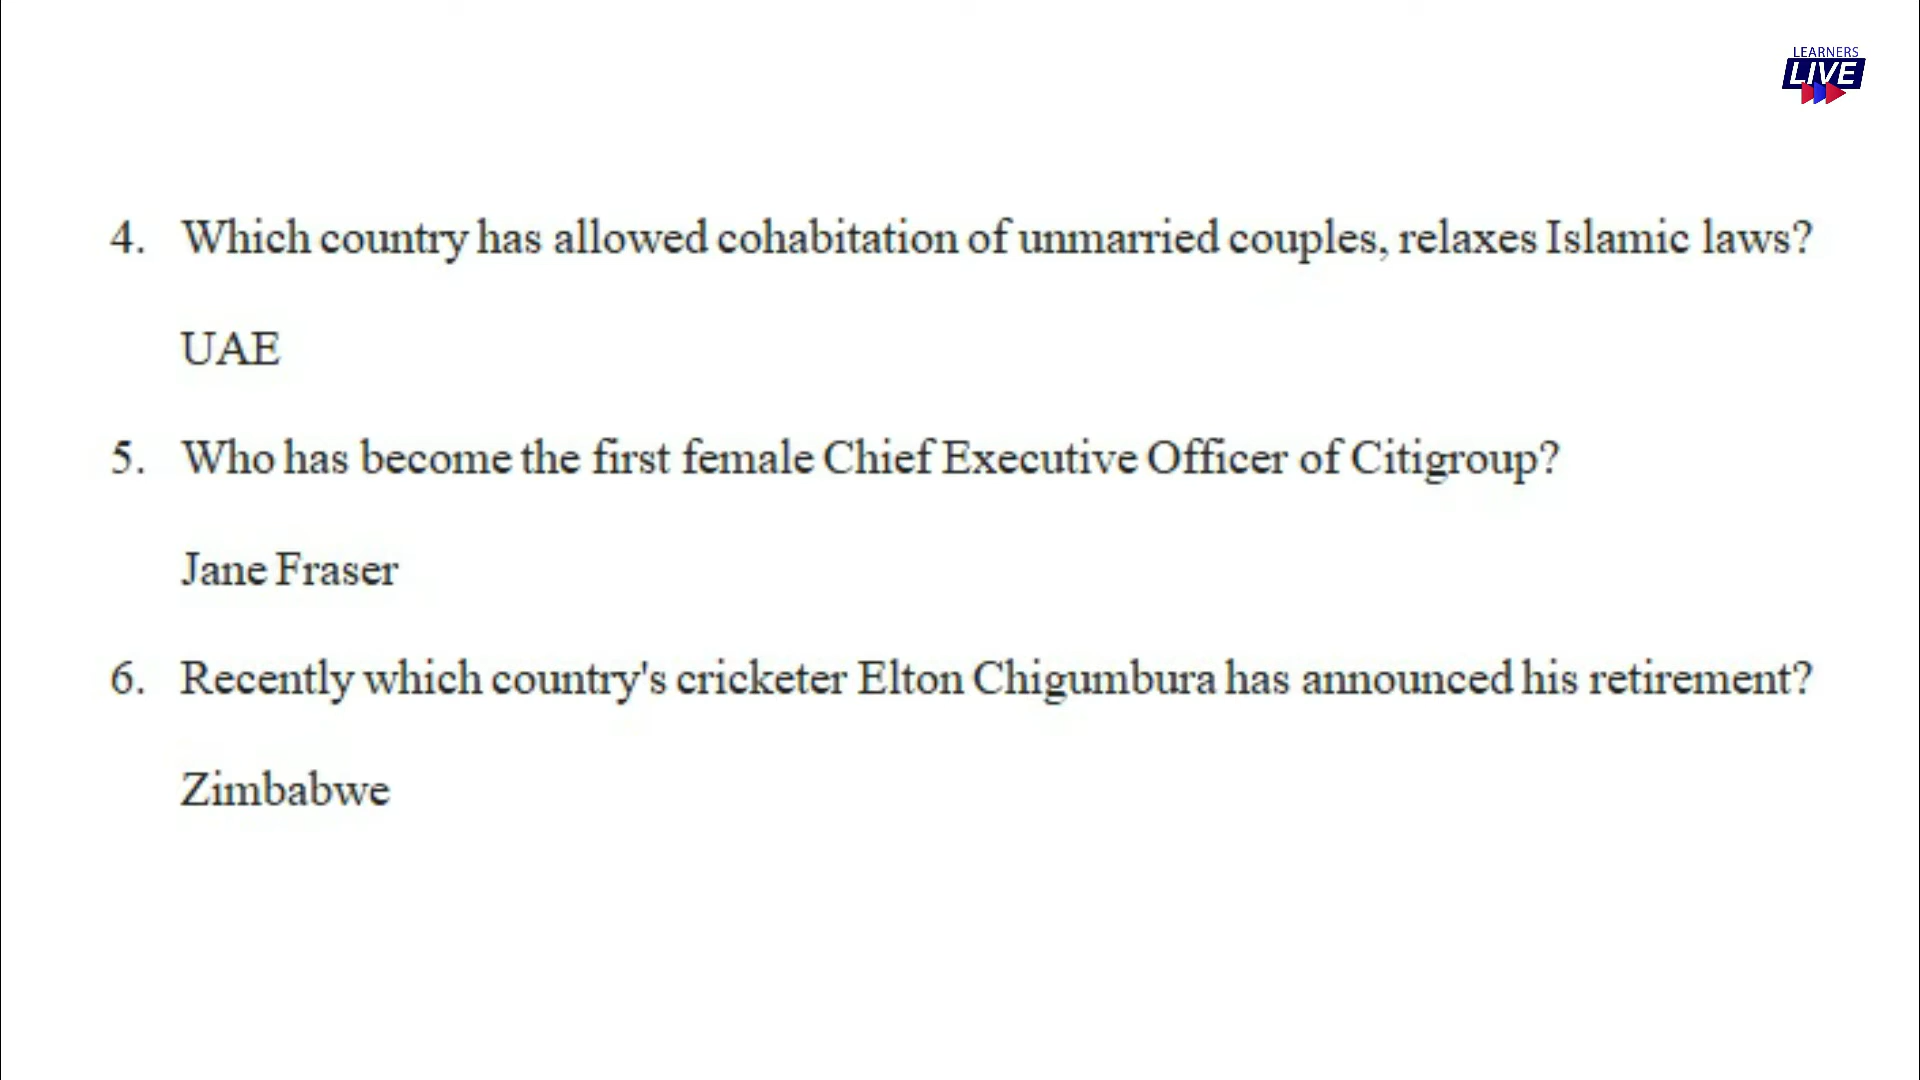 LEARNERS
LIVE
4. Which country has allowed cohabitation of unmarried couples, relaxes Islamic laws?
UAE
5. Who has become the first female Chief Executive Officer of Citigroup?
Jane Fraser
6. Recently which country's cricketer Elton Chigumbura has announced his retirement?
Zimbabwe